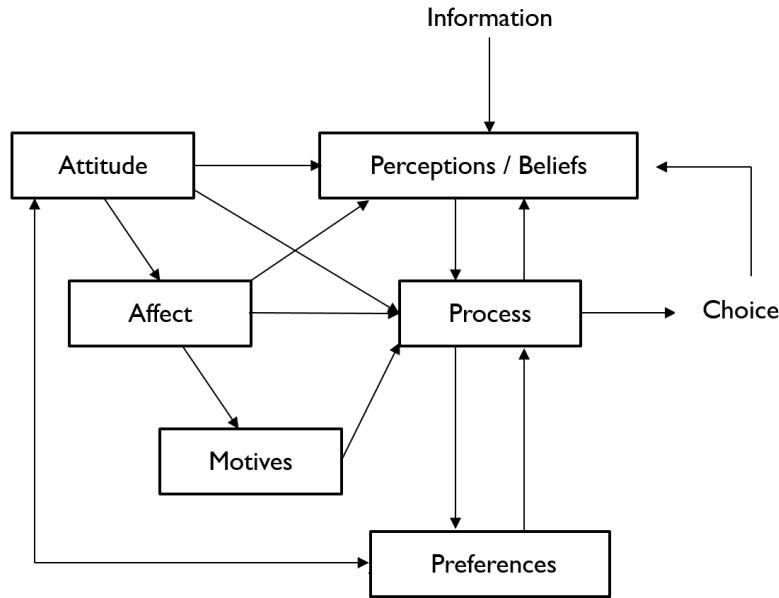 Information
Attitude
Perceptions / Beliefs
Affect
Process
Choice
Motives
Preferences